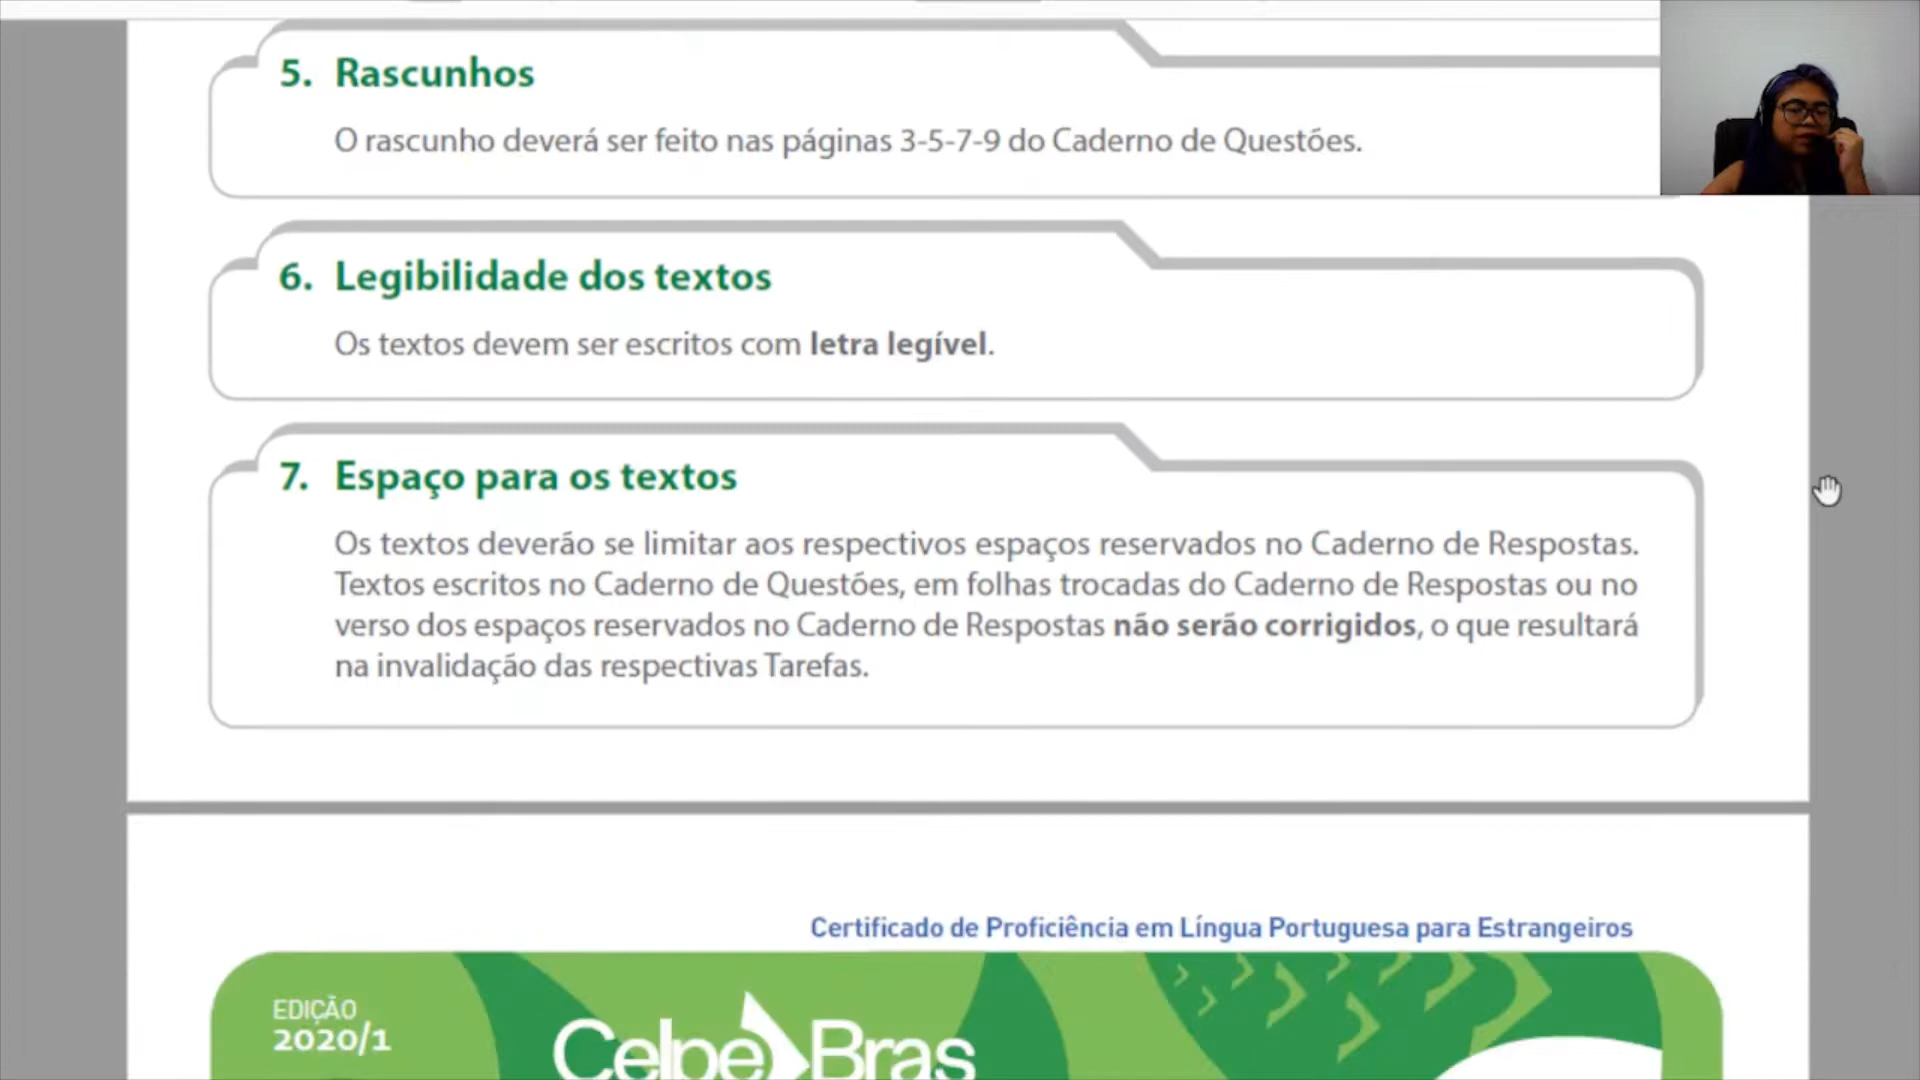 5. Rascunhos
O rascunho deverá ser feito nas páginas 3-5-7-9 do Caderno de Questões.
6. Legibilidade dos textos
Os textos devem ser escritos com letra legível.
7. Espaço para os textos
Os textos deverão se limitar aos respectivos espaços reservados no Caderno de Respostas.
Textos escritos no Caderno de Questões, em folhas trocadas do Caderno de Respostas ou no
verso dos espaços reservados no Caderno de Respostas não serão corrigidos, o que resultará
na invalidação das respectivas Tarefas.
Certificado de Proficiência em Língua Portuguesa para Estrangeiros
EDIÇÃO
2020/1
Celpe Bras